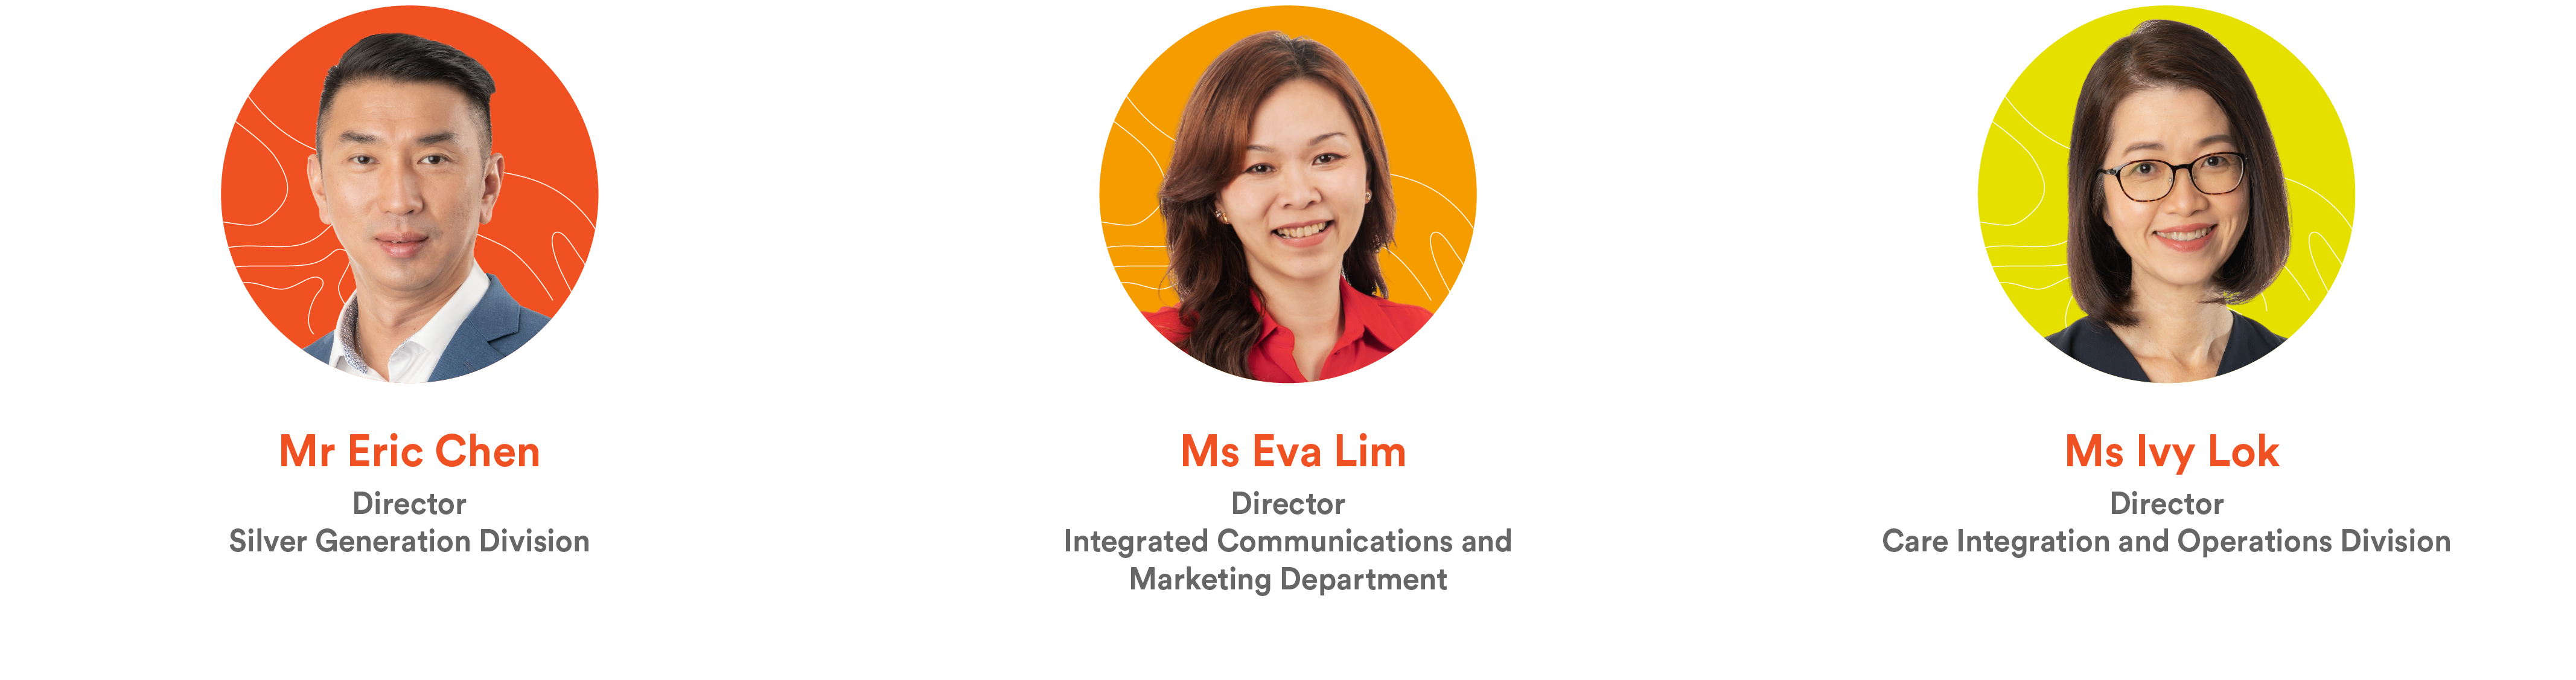 Mr Eric Chen
Director
Silver Generation Division
Ms Eva Lim
Director
Integrated Communications and
Marketing Department
Ms Ivy Lok
Director
Care Integration and Operations Division